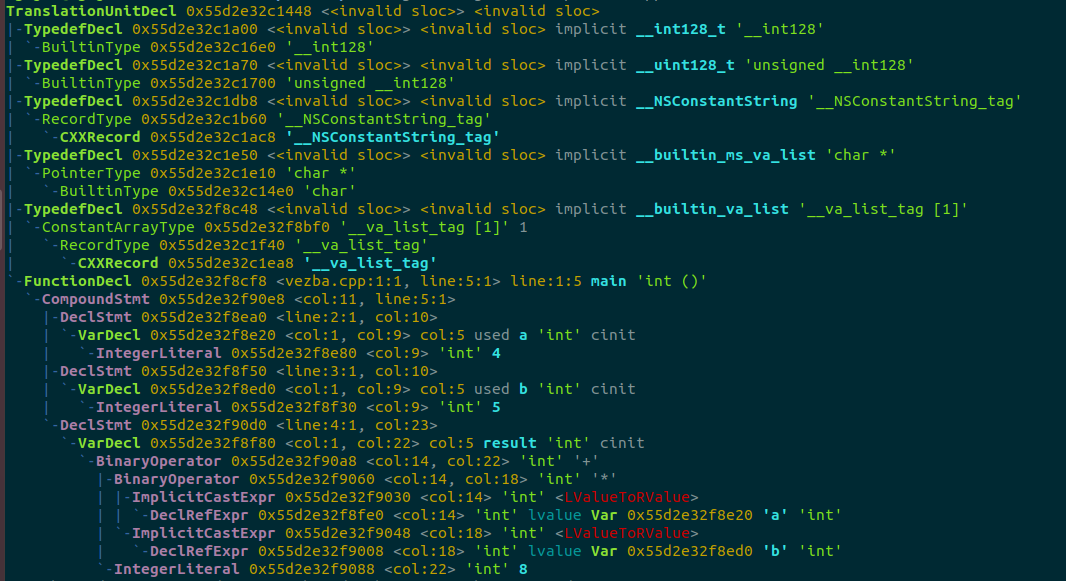 TranslationUnitDecl 0x55d2e32c1448 <<invalid sloc>> <invalid sloc>
|-TypedefDecl 0x55d2e32c1a00 <<invalid sloc>> <invalid sloc> implicit __int128_t '__int128'
| `-BuiltinType 0x55d2e32c16e0 '__int128'
|-TypedefDecl 0x55d2e32c1a70 <<invalid sloc>> <invalid sloc> implicit __uint128_t 'unsigned __int128'
| `-BuiltinType 0x55d2e32c1700 'unsigned __int128'
|-TypedefDecl 0x55d2e32c1db8 <<invalid sloc>> <invalid sloc> implicit __NSConstantString '__NSConstantString_tag'
| `-RecordType 0x55d2e32c1b60 '__NSConstantString_tag'
|   `-CXXRecord 0x55d2e32c1ac8 '__NSConstantString_tag'
|-TypedefDecl 0x55d2e32c1e50 <<invalid sloc>> <invalid sloc> implicit __builtin_ms_va_list 'char *'
| `-PointerType 0x55d2e32c1e10 'char *'
|   `-BuiltinType 0x55d2e32c14e0 'char'
|-TypedefDecl 0x55d2e32f8c48 <<invalid sloc>> <invalid sloc> implicit __builtin_va_list '__va_list_tag [1]'
| `-ConstantArrayType 0x55d2e32f8bf0 '__va_list_tag [1]' 1
|   `-RecordType 0x55d2e32c1f40 '__va_list_tag'
|     `-CXXRecord 0x55d2e32c1ea8 '__va_list_tag'
`-FunctionDecl 0x55d2e32f8cf8 <vezba.cpp:1:1, line:5:1> line:1:5 main 'int ()'
  `-CompoundStmt 0x55d2e32f90e8 <col:11, line:5:1>
    |-DeclStmt 0x55d2e32f8ea0 <line:2:1, col:10>
    | `-VarDecl 0x55d2e32f8e20 <col:1, col:9> col:5 used a 'int' cinit
    |   `-IntegerLiteral 0x55d2e32f8e80 <col:9> 'int' 4
    |-DeclStmt 0x55d2e32f8f50 <line:3:1, col:10>
    | `-VarDecl 0x55d2e32f8ed0 <col:1, col:9> col:5 used b 'int' cinit
    |   `-IntegerLiteral 0x55d2e32f8f30 <col:9> 'int' 5
    `-DeclStmt 0x55d2e32f90d0 <line:4:1, col:23>
      `-VarDecl 0x55d2e32f8f80 <col:1, col:22> col:5 result 'int' cinit
        `-BinaryOperator 0x55d2e32f90a8 <col:14, col:22> 'int' '+'
          |-BinaryOperator 0x55d2e32f9060 <col:14, col:18> 'int' '*'
          | |-ImplicitCastExpr 0x55d2e32f9030 <col:14> 'int' <LValueToRValue>
          | | `-DeclRefExpr 0x55d2e32f8fe0 <col:14> 'int' lvalue Var 0x55d2e32f8e20 'a' 'int'
          | `-ImplicitCastExpr 0x55d2e32f9048 <col:18> 'int' <LValueToRValue>
          |   `-DeclRefExpr 0x55d2e32f9008 <col:18> 'int' lvalue Var 0x55d2e32f8ed0 'b' 'int'
          `-IntegerLiteral 0x55d2e32f9088 <col:22> 'int' 8